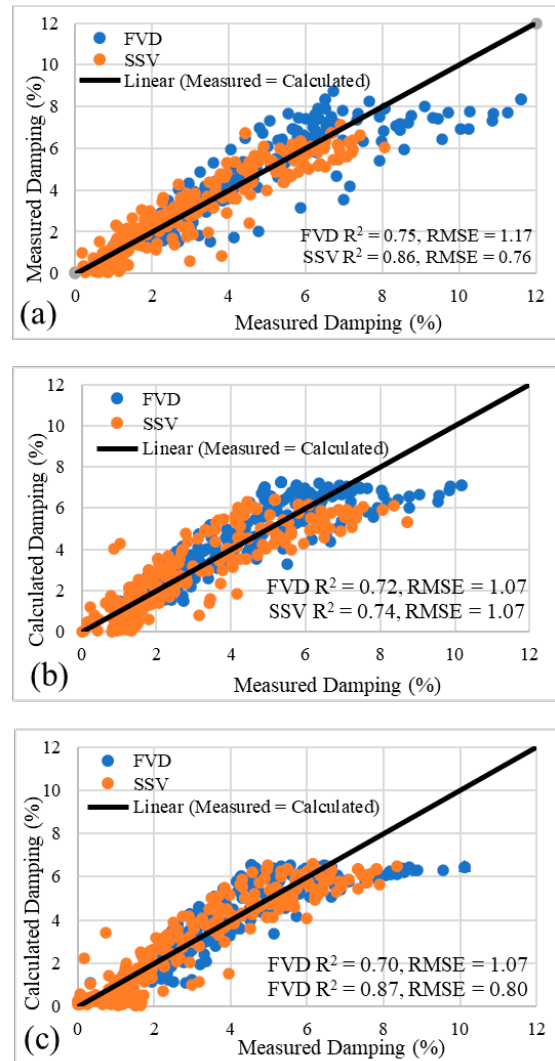 12
FVD
SSV
10
Linear (Measured = Calculated)
8
6
4
2
FVD R² = 0.75, RMSE = 1.17
SSV R² = 0.86, RMSE = 0.76
0
2 4 6 8 10 12
Measured Damping (%)
Measured Damping (%)
(a)
12
FVD
SSV
10
Linear (Measured = Calculated)
8
6
4
2
FVD R² = 0.72, RMSE = 1.07
SSV R² = 0.74, RMSE = 1.07
0
0 2 4 6 8 10 12
Calculated Damping (%)
Measured Damping (%)
(b)
12
FVD
SSV
10
Linear (Measured = Calculated)
8
6
4
2
FVD R² = 0.70, RMSE = 1.07
FVD R² = 0.87, RMSE = 0.80
0
0 2 4 6 8 10 12
Calculated Damping (%)
Measured Damping (%)
(c)